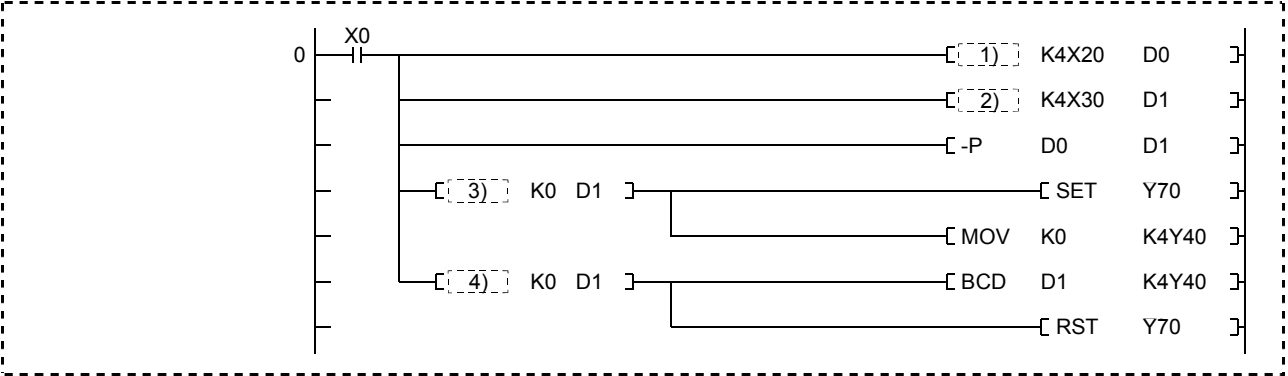 X0
0 1) K4X20 D0
2) K4X30 D1
-P D0 D1
3) K0 D1 SET Y70
MOV K0 K4Y40
4) K0 D1 BCD D1 K4Y40
RST Y70